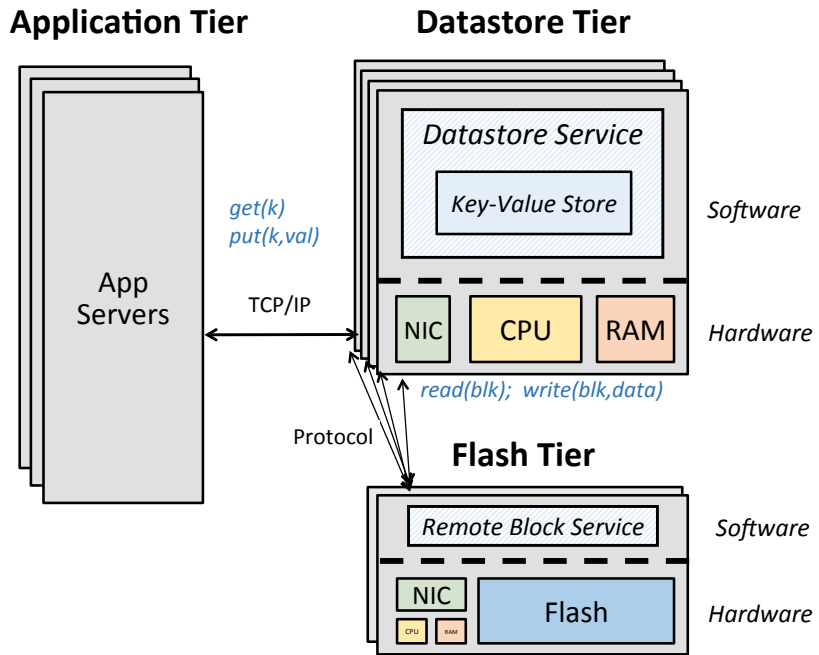 Application Tier
Datastore Tier
Datastore Service
Key-Value Store
Software
get(k)
put(k,val)
App
Servers
TCP/IP
NIC
CPU
RAM
Hardware
read(blk); write(blk,data)
Protocol
Flash Tier
Remote Block Service
Software
NIC
CPU
RAM
Flash
Hardware